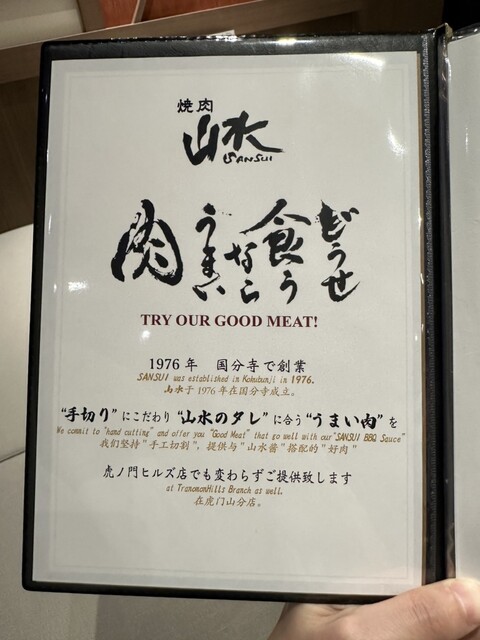 焼肉
山水
SANSUI
どうせ
食う
なら
うまい
肉
TRY OUR GOOD MEAT!
1976年 国分寺で創業
SANSUI was established in Kokubunji in 1976.
山水于1976年在国分寺成立。
“手切り”にこだわり“山水のタレ”に合う“うまい肉”を
We commit to "hand cutting" and offer you "Good Meat" that go well with our "SANSUI BBQ Sauce"
我们坚持"手工切割"，提供与"山水酱"搭配的"好肉"
虎ノ門ヒルズ店でも変わらずご提供致します
at TranomonHills Branch as well.
在虎门山分店。